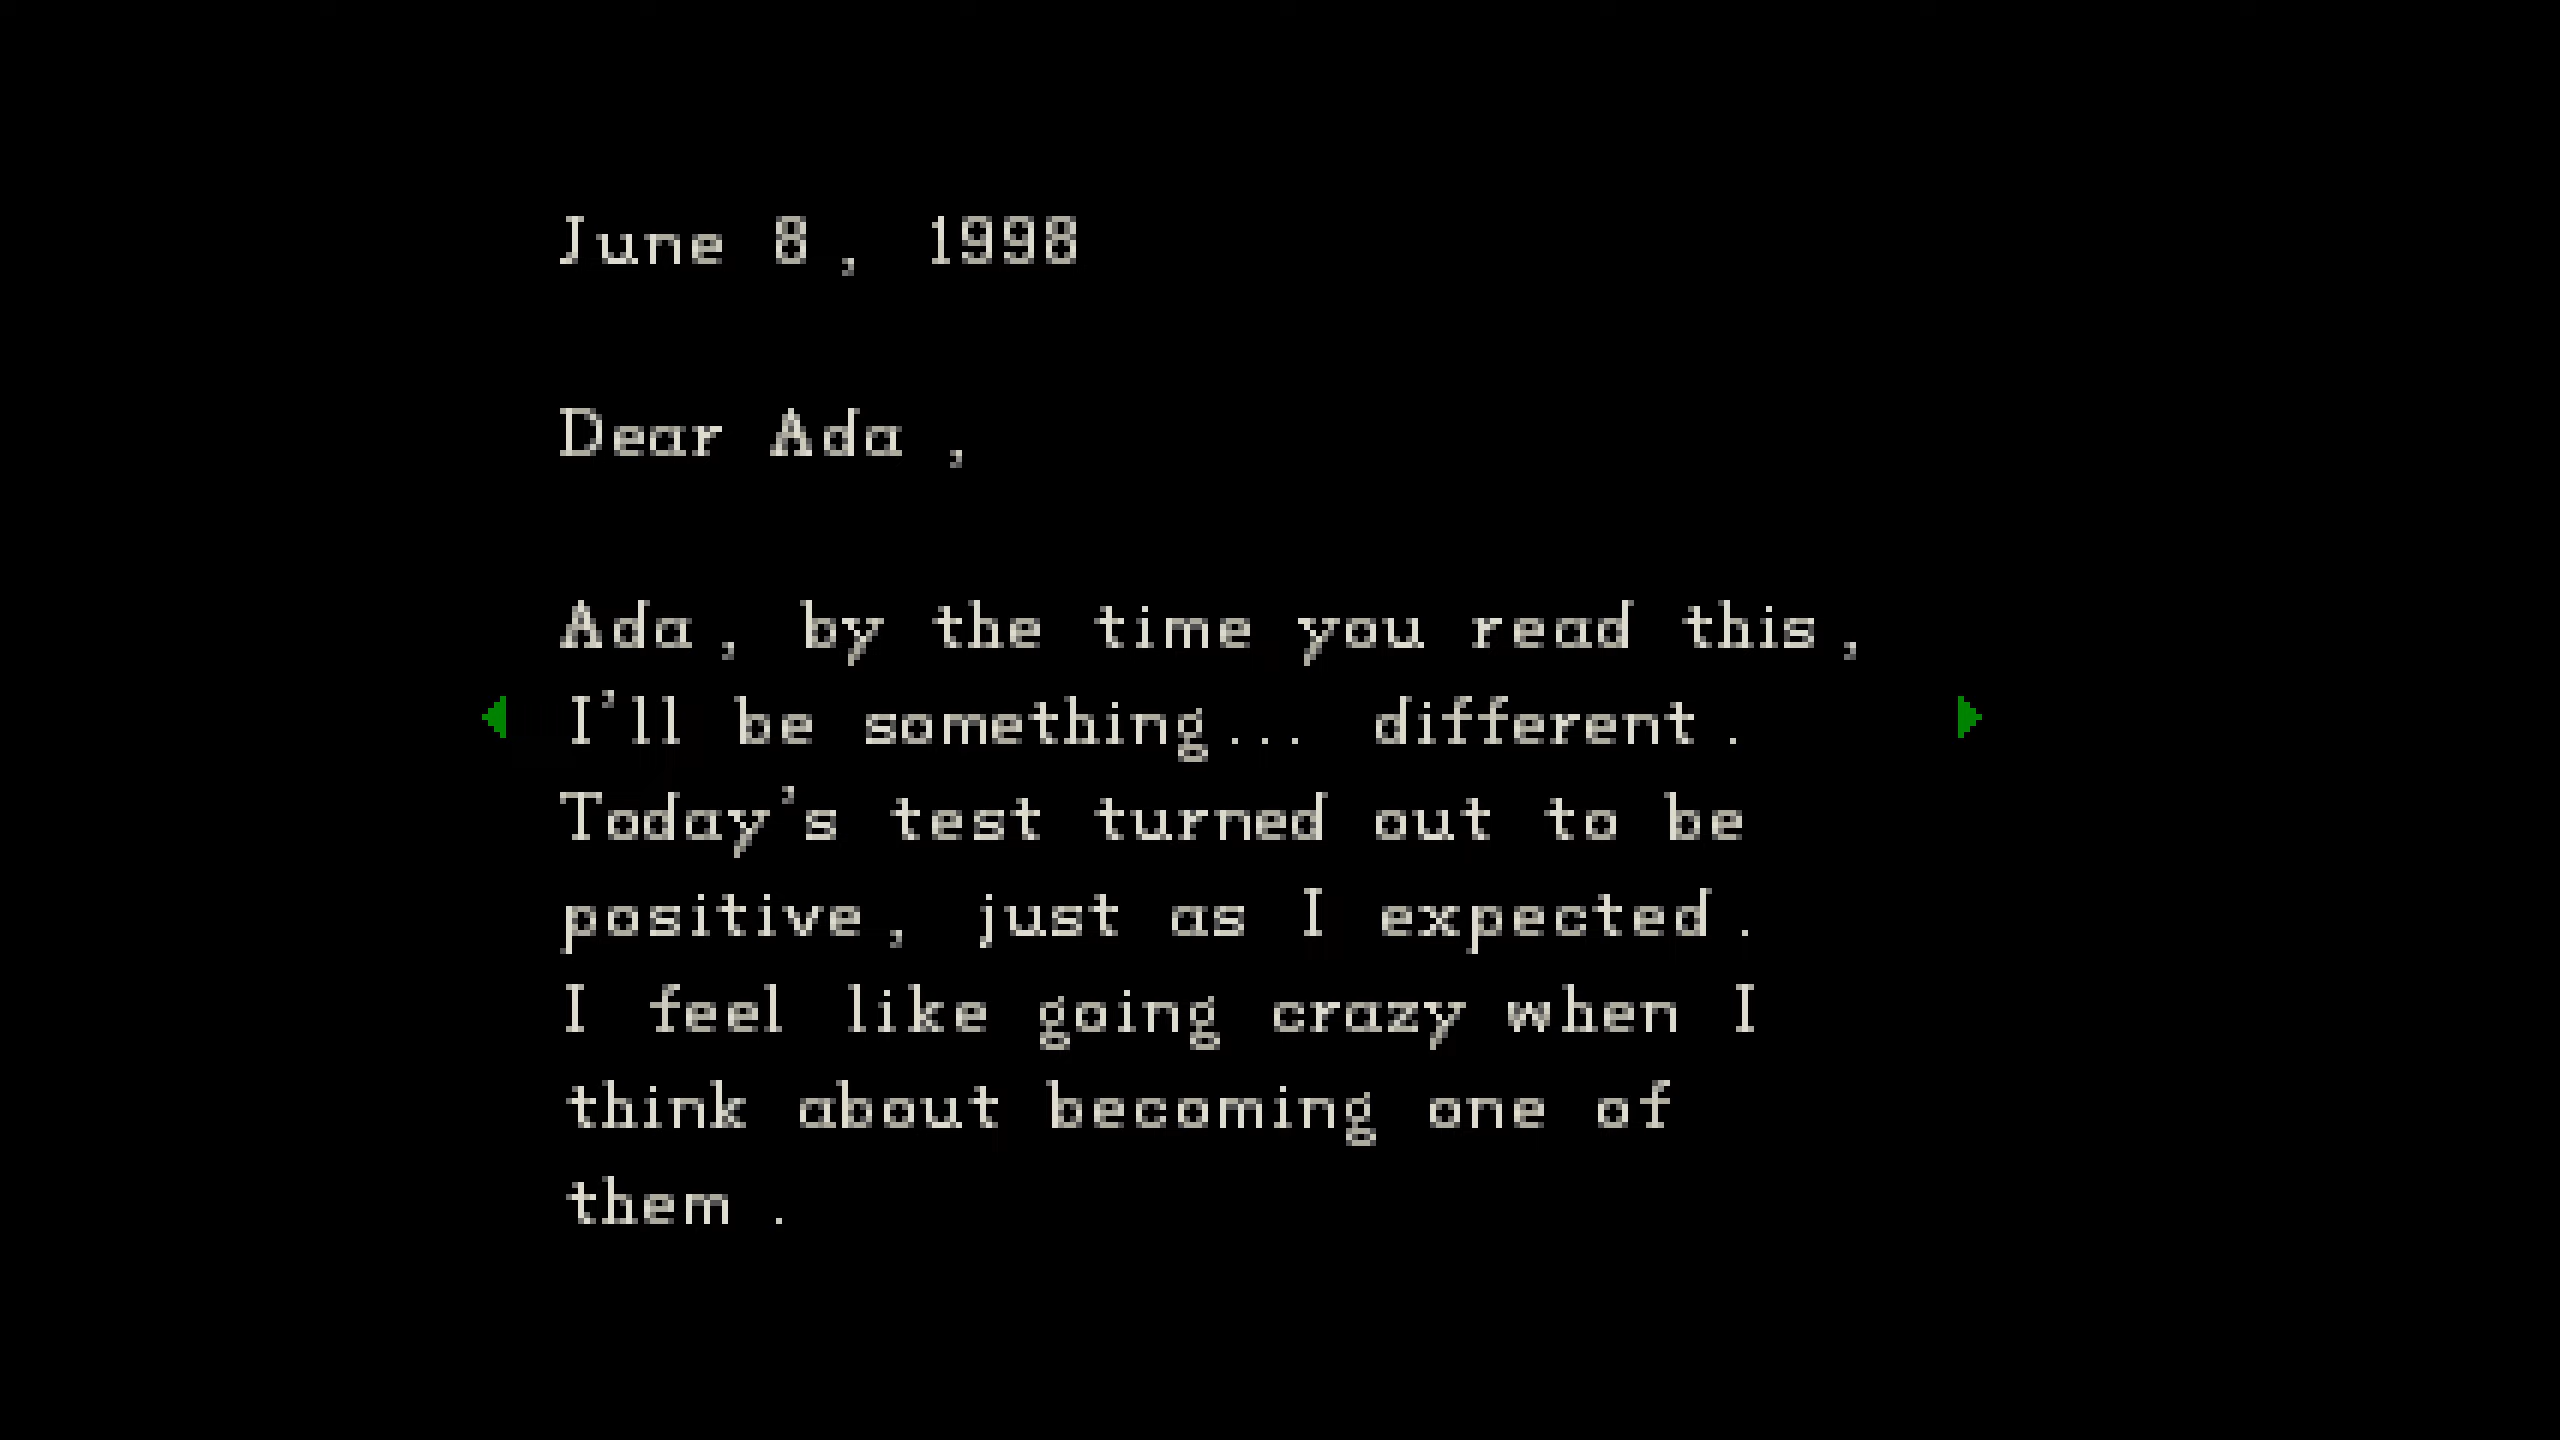 June 8, 1998
Dear Ada,
Ada, by the time you read this,
I'll be something... different.
Today's test turned out to be
positive, just as I expected.
I feel like going crazy when I
think about becoming one of
them.